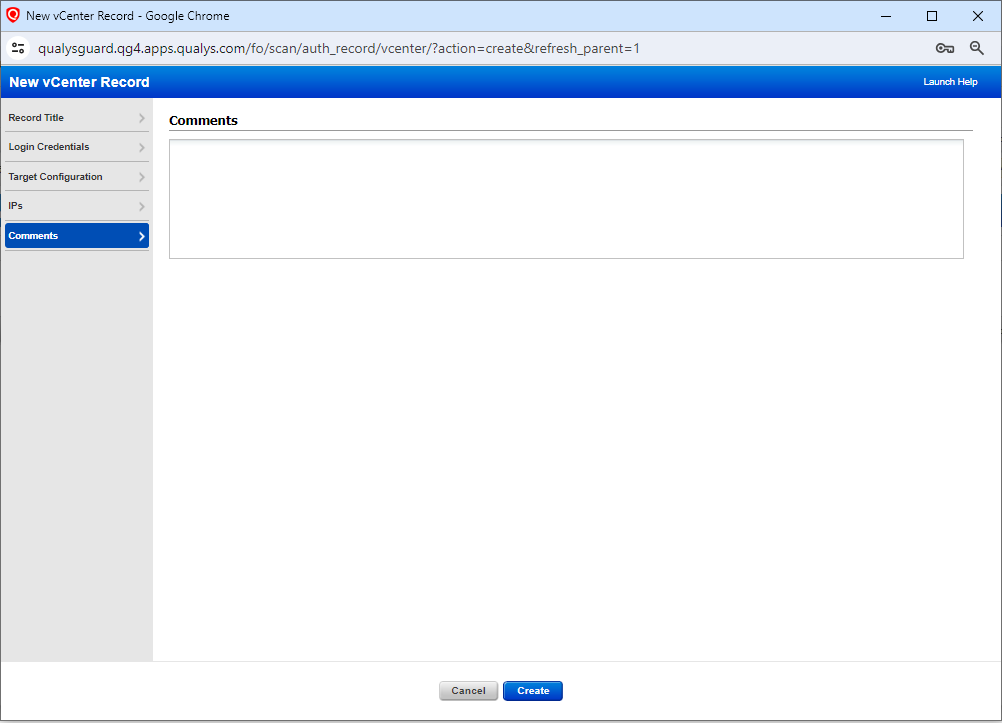 New vCenter Record - Google Chrome
qualysguard.qg4.apps.qualys.com/fo/scan/auth_record/vcenter/?action=create&refresh_parent=1
New vCenter Record
Launch Help
Record Title
Login Credentials
Target Configuration
IPs
Comments
Comments
Cancel
Create